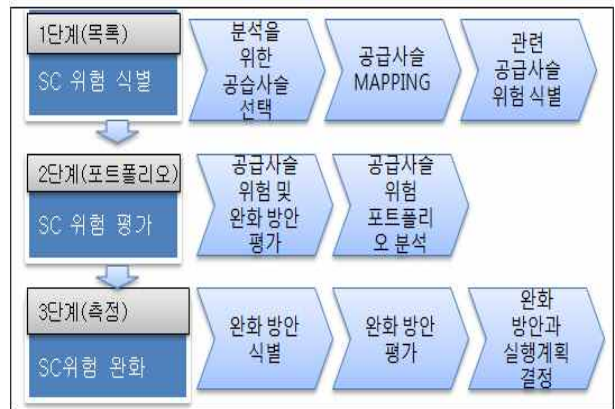 1단계(목록)
SC 위험 식별
분석을
위한
공습사슬
선택
공급사슬
MAPPING
관련
공급사슬
위험 식별
2단계(포트폴리오)
SC 위험 평가
공급사슬
위험 및
완화 방안
평가
공급사슬
위험
포트폴리
오 분석
3단계(측정)
SC위험 완화
완화 방안
식별
완화 방안
평가
완화
방안과
실행계획
결정